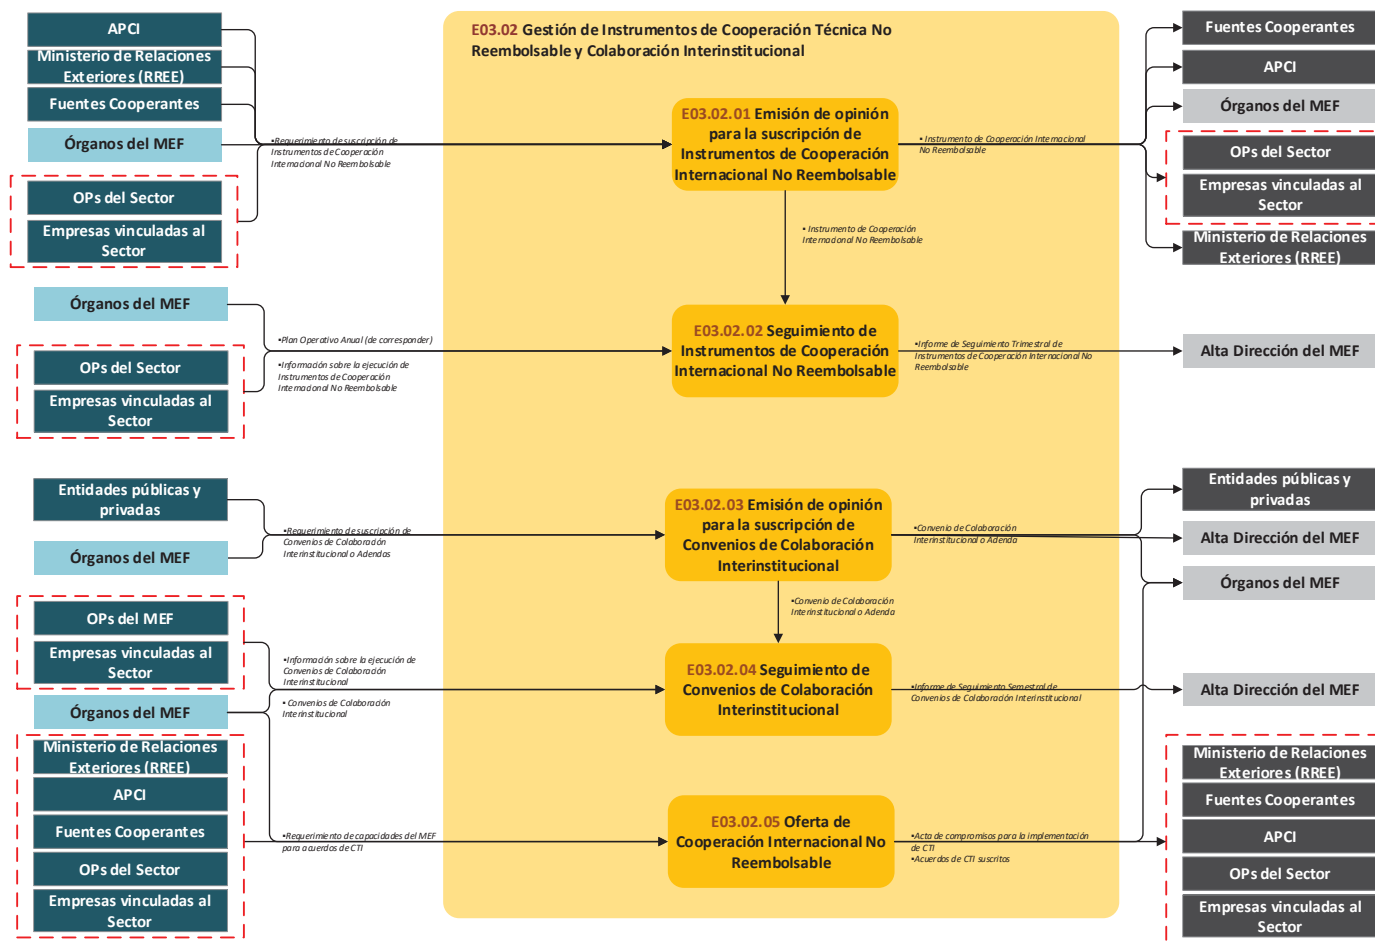 E03.02 Gestión de Instrumentos de Cooperación Técnica No
Reembolsable y Colaboración Interinstitucional
APCI
Ministerio de Relaciones
Exteriores (RREE)
Fuentes Cooperantes
Órganos del MEF
OPs del Sector
Empresas vinculadas al
Sector
•Requerimiento de suscripción de
Instrumentos de Cooperación
Internacional No Reembolsable
E03.02.01 Emisión de opinión
para la suscripción de
Instrumentos de Cooperación
Internacional No Reembolsable
• Instrumento de Cooperación Internacional
No Reembolsable
Fuentes Cooperantes
APCI
Órganos del MEF
OPs del Sector
Empresas vinculadas al
Sector
Ministerio de Relaciones
Exteriores (RREE)
• Instrumento de Cooperación
Internacional No Reembolsable
Órganos del MEF
OPs del Sector
Empresas vinculadas al
Sector
•Plan Operativo Anual (de corresponder)
•Información sobre la ejecución de
Instrumentos de Cooperación
Internacional No Reembolsable
E03.02.02 Seguimiento de
Instrumentos de Cooperación
Internacional No Reembolsable
•Informe de Seguimiento Trimestral de
Instrumentos de Cooperación Internacional No
Reembolsable
Alta Dirección del MEF
Entidades públicas y
privadas
Órganos del MEF
•Requerimiento de suscripción de
Convenios de Colaboración
Interinstitucional o Adendas
E03.02.03 Emisión de opinión
para la suscripción de
Convenios de Colaboración
Interinstitucional
•Convenio de Colaboración
Interinstitucional o Adenda
Entidades públicas y
privadas
Alta Dirección del MEF
Órganos del MEF
•Convenio de Colaboración
Interinstitucional o Adenda
OPs del MEF
Empresas vinculadas al
Sector
Órganos del MEF
•Información sobre la ejecución de
Convenios de Colaboración
Interinstitucional
• Convenios de Colaboración
Interinstitucional
E03.02.04 Seguimiento de
Convenios de Colaboración
Interinstitucional
•Informe de Seguimiento Semestral de
Convenios de Colaboración Interinstitucional
Alta Dirección del MEF
Ministerio de Relaciones
Exteriores (RREE)
APCI
Fuentes Cooperantes
OPs del Sector
Empresas vinculadas al
Sector
•Requerimiento de capacidades del MEF
para acuerdos de CTI
E03.02.05 Oferta de
Cooperación Internacional No
Reembolsable
•Acta de compromisos para la implementación
de CTI
•Acuerdos de CTI suscritos
Ministerio de Relaciones
Exteriores (RREE)
Fuentes Cooperantes
APCI
OPs del Sector
Empresas vinculadas al
Sector